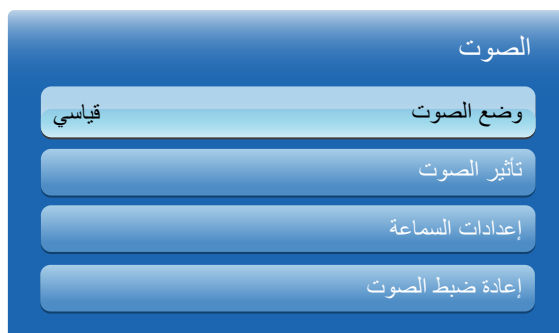 الصوت
وضع الصوت قياسي
تأثير الصوت
إعدادات السماعة
إعادة ضبط الصوت